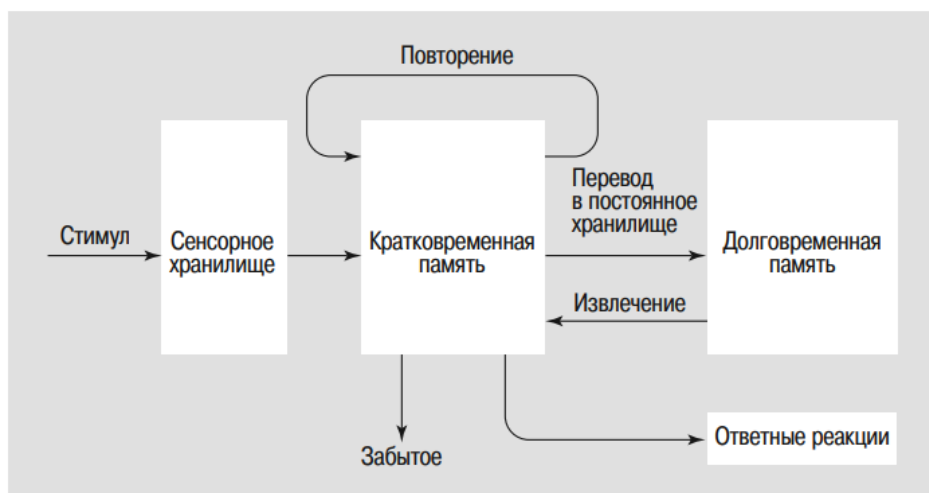 Повторение
Стимул
Сенсорное
хранилище
Кратковременная
память
Перевод
в постоянное
хранилище
Извлечение
Долговременная
память
Забытое
Ответные реакции